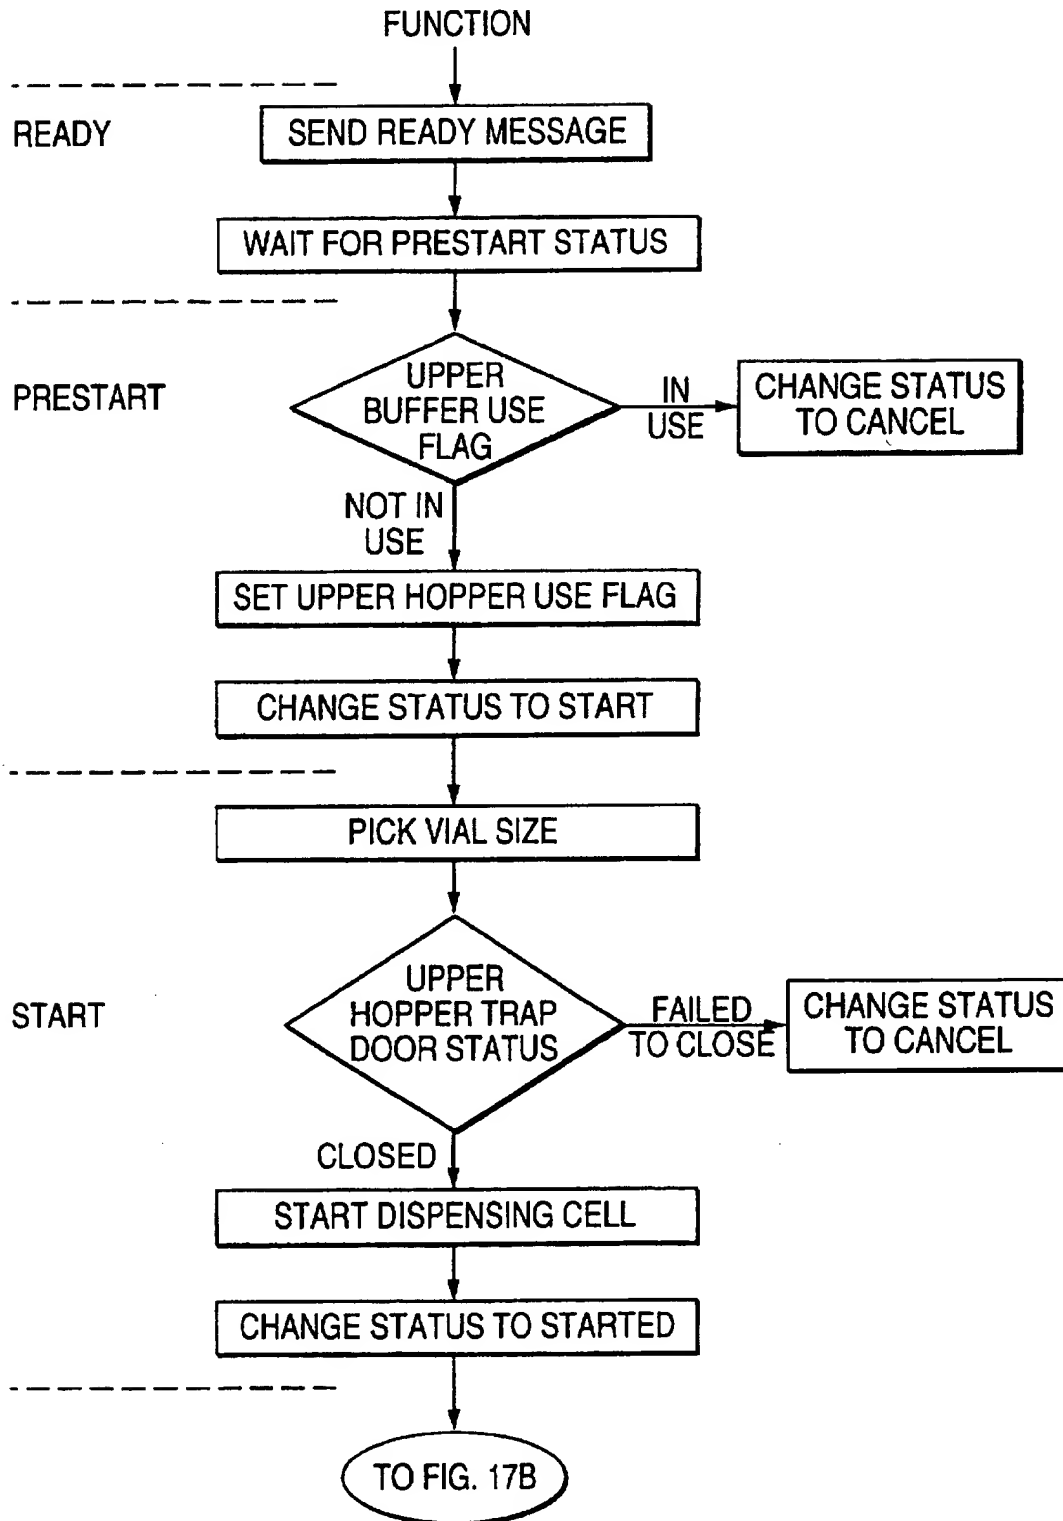 FUNCTION
READY
SEND READY MESSAGE
WAIT FOR PRESTART STATUS
PRESTART
UPPER
BUFFER USE
FLAG
IN
USE
CHANGE STATUS
TO CANCEL
NOT IN
USE
SET UPPER HOPPER USE FLAG
CHANGE STATUS TO START
PICK VIAL SIZE
START
UPPER
HOPPER TRAP
DOOR STATUS
FAILED
TO CLOSE
CHANGE STATUS
TO CANCEL
CLOSED
START DISPENSING CELL
CHANGE STATUS TO STARTED
TO FIG. 17B